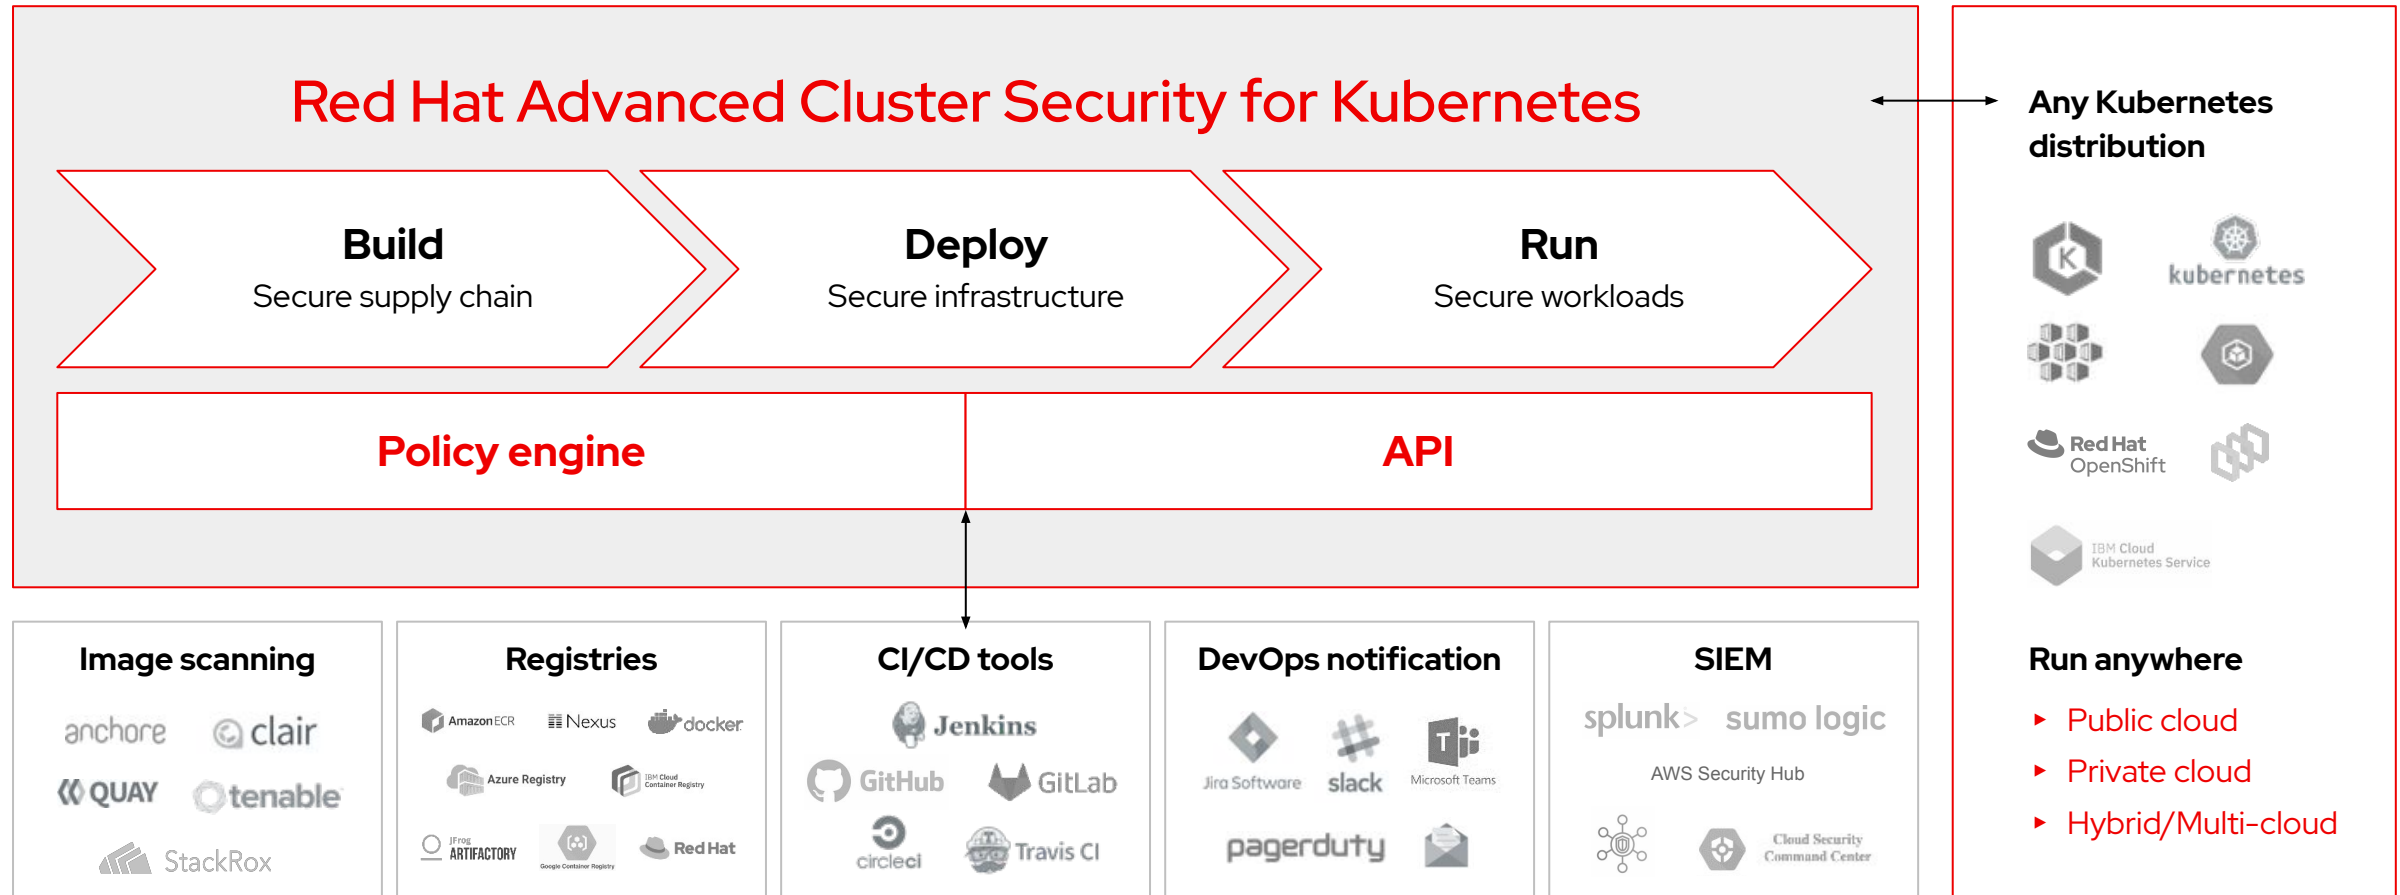 Red Hat Advanced Cluster Security for Kubernetes
Build
Secure supply chain
Deploy
Secure infrastructure
Run
Secure workloads
Policy engine
API
Any Kubernetes
distribution
K
kubernetes
Red Hat
OpenShift
IBM Cloud
Kubernetes Service
Run anywhere
Public cloud
Private cloud
Hybrid/Multi-cloud
Image scanning
anchore
clair
QUAY
tenable
StackRox
Registries
Amazon ECR
Nexus
docker
Azure Registry
IBM Cloud
Container Registry
JFrog
ARTIFACTORY
Google Container Registry
Red Hat
CI/CD tools
Jenkins
GitHub
GitLab
circleci
Travis CI
DevOps notification
Jira Software
slack
T
Microsoft Teams
pagerduty
SIEM
splunk>
sumo logic
AWS Security Hub
Cloud Security
Command Center